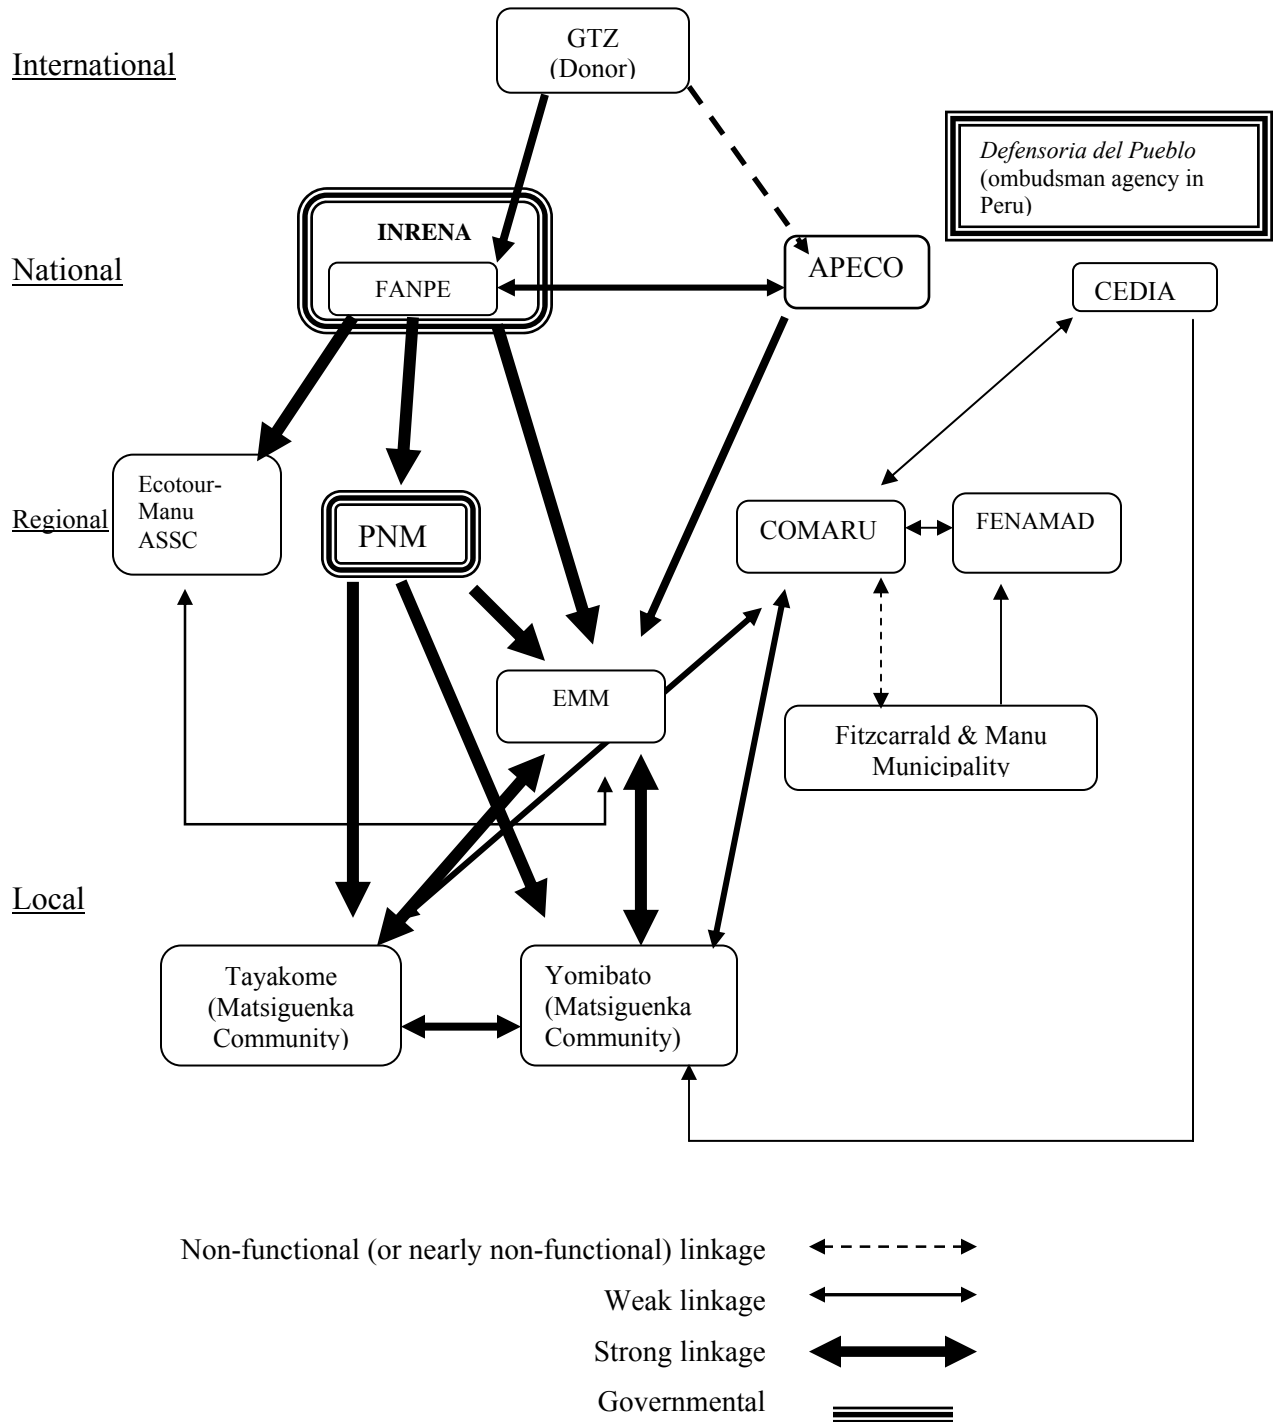 GTZ
(Donor)
International
Defensoria del Pueblo
(ombudsman agency in
Peru)
INRENA
National
FANPE
APECO
CEDIA
Ecotour-
Manu
ASSC
Regional
PNM
COMARU
FENAMAD
EMM
Fitzcarrald & Manu
Municipality
Local
Tayakome
(Matsiguenka
Community)
Yomibato
(Matsiguenka
Community)
Non-functional (or nearly non-functional) linkage
Weak linkage
Strong linkage
Governmental